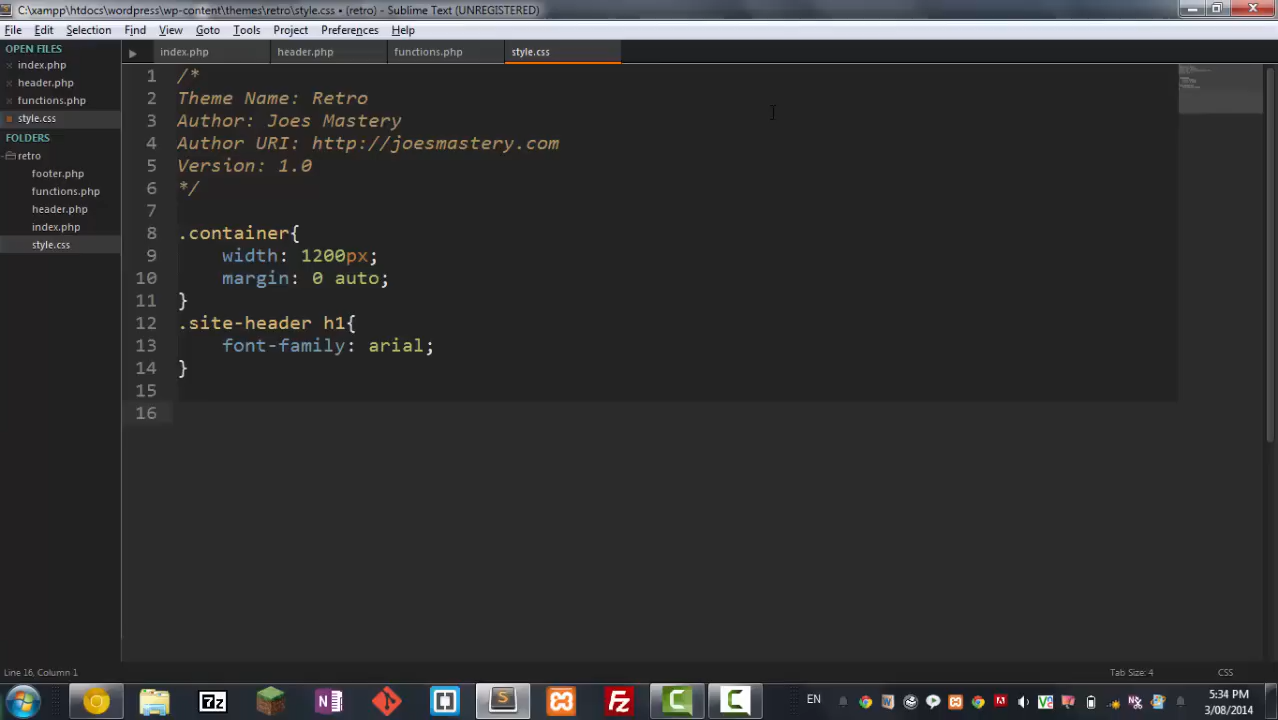 C:\xampp\htdocs\wordpress\wp-content\themes\retro\style.css • (retro) - Sublime Text (UNREGISTERED)
File Edit Selection Find View Goto Tools Project Preferences Help
OPEN FILES
index.php
header.php
functions.php
style.css
FOLDERS
retro
footer.php
functions.php
header.php
index.php
style.css
index.php header.php functions.php style.css
1 /*
2 Theme Name: Retro
3 Author: Joes Mastery
4 Author URI: http://joesmastery.com
5 Version: 1.0
6 */
7
8 .container{
9 width: 1200px;
10 margin: 0 auto;
11 }
12 .site-header h1{
13 font-family: arial;
14 }
15
16
Line 16, Column 1 Tab Size: 4 CSS
EN 5:34 PM
3/08/2014